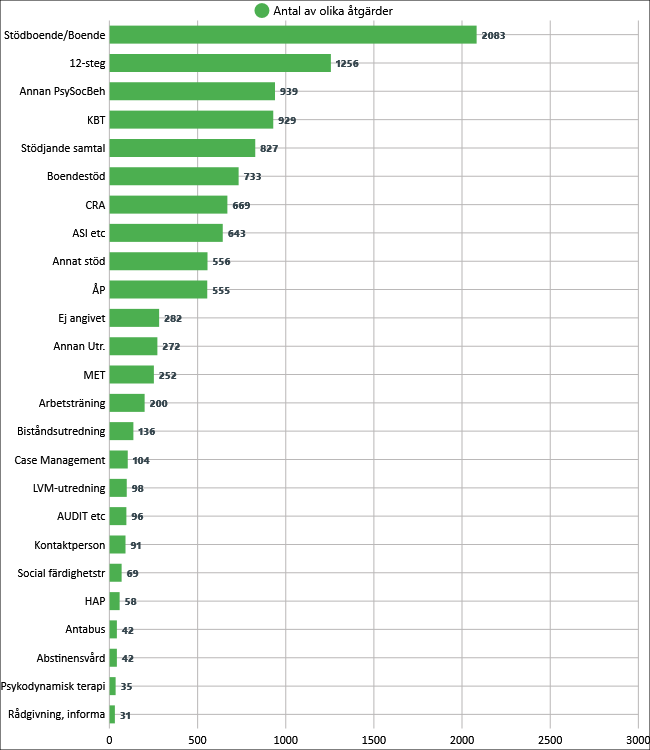 Antal av olika åtgärder
Stödboende/Boende 2083
12-steg 1256
Annan PsySocBeh 939
KBT 929
Stödjande samtal 827
Boendestöd 733
CRA 669
ASI etc 643
Annat stöd 556
ÅP 555
Ej angivet 282
Annan Utr. 272
MET 252
Arbetsträning 200
Biståndsutredning 136
Case Management 104
LVM-utredning 98
AUDIT etc 96
Kontaktperson 91
Social färdighetstr 69
HAP 58
Antabus 42
Abstinensvård 42
Psykodynamisk terapi 35
Rådgivning, informa 31
0 500 1000 1500 2000 2500 3000